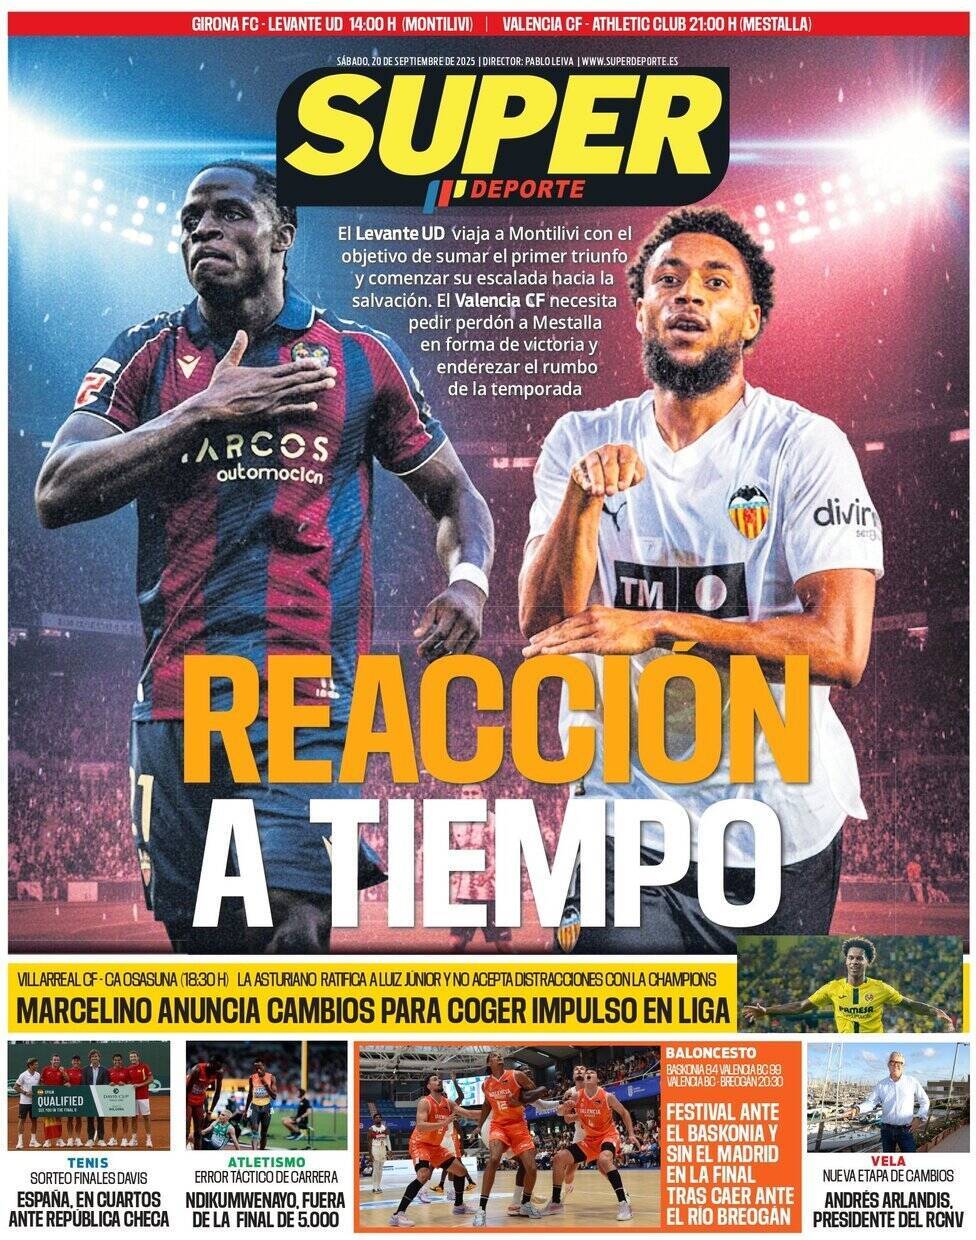 GIRONA FC - LEVANTE UD 14:00 H (MONTILIVI) | VALENCIA CF - ATHLETIC CLUB 21:00 H (MESTALLA)
SÁBADO, 20 DE SEPTIEMBRE DE 2025 | DIRECTOR: PABLO LEIVA | WWW.SUPERDEPORTE.ES
SUPER
DEPORTE
El Levante UD viaja a Montilivi con el
objetivo de sumar el primer triunfo
y comenzar su escalada hacia la
salvación. El Valencia CF necesita
pedir perdón a Mestalla
en forma de victoria y
enderezar el rumbo
de la temporada
MARCOS
automoción
TM
REACCIÓN
A TIEMPO
VILLARREAL CF - CA OSASUNA (18:30 H) LA ASTURIANO RATIFICA A LUIZ JÚNIOR Y NO ACEPTA DISTRACCIONES CON LA CHAMPIONS
MARCELINO ANUNCIA CAMBIOS PARA COGER IMPULSO EN LIGA
QUALIFIED
DAVIS CUP
TENIS
SORTEO FINALES DAVIS
ESPAÑA, EN CUARTOS
ANTE REPÚBLICA CHECA
ATLETISMO
ERROR TÁCTICO DE CARRERA
NDIKUMWENAYO, FUERA
DE LA FINAL DE 5.000
BALONCESTO
BASKONIA 84 VALENCIA BC 99
VALENCIA BC - BREOGAN 20:30
FESTIVAL ANTE
EL BASKONIA Y
SIN EL MADRID
EN LA FINAL
TRAS CAER ANTE
EL RÍO BREOGÁN
VELA
NUEVA ETAPA DE CAMBIOS
ANDRÉS ARLANDIS,
PRESIDENTE DEL RCNV